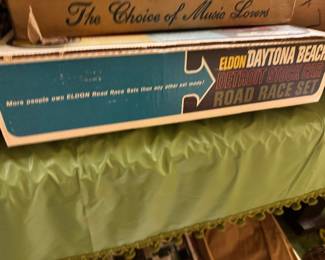 The Choice of Music Lovers
More people own ELDON Road Race Sets than any other set made!
ELDON DAYTONA BEACH
DETROIT
ROAD RACE SET